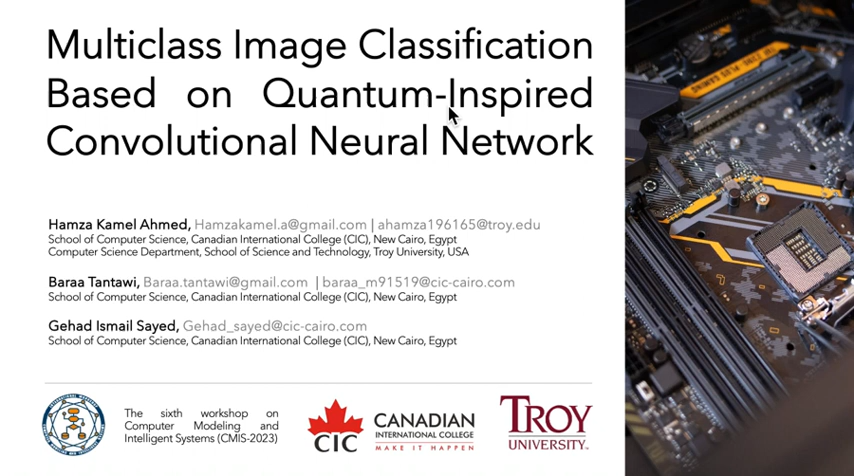 Multiclass Image Classification
Based on Quantum-Inspired
Convolutional Neural Network
Hamza Kamel Ahmed, Hamzakamel.a@gmail.com | ahamza196165@troy.edu
School of Computer Science, Canadian International College (CIC), New Cairo, Egypt
Computer Science Department, School of Science and Technology, Troy University, USA
Baraa Tantawi, Baraa.tantawi@gmail.com | baraa_m91519@cic-cairo.com
School of Computer Science, Canadian International College (CIC), New Cairo, Egypt
Gehad Ismail Sayed, Gehad_sayed@cic-cairo.com
School of Computer Science, Canadian International College (CIC), New Cairo, Egypt
The sixth workshop on
Computer Modeling and
Intelligent Systems (CMIS-2023)
CIC
CANADIAN
INTERNATIONAL COLLEGE
MAKE IT HAPPEN
TROY
UNIVERSITY